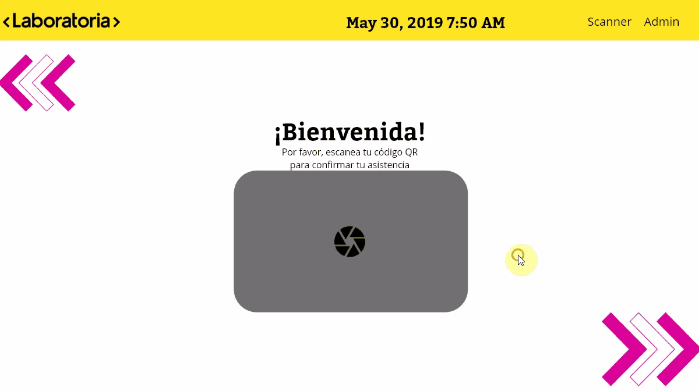 <Laboratoria>
May 30, 2019 7:50 AM
Scanner
Admin
¡Bienvenida!
Por favor, escanea tu código QR
para confirmar tu asistencia